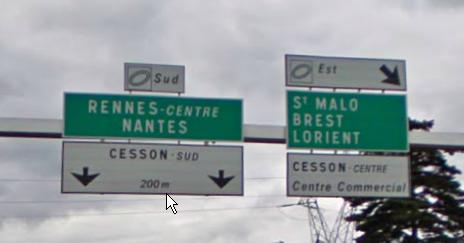 Sud
RENNES-CENTRE
NANTES
CESSON-SUD
200m
Est
St MALO
BREST
LORIENT
CESSON-CENTRE
Centre Commercial